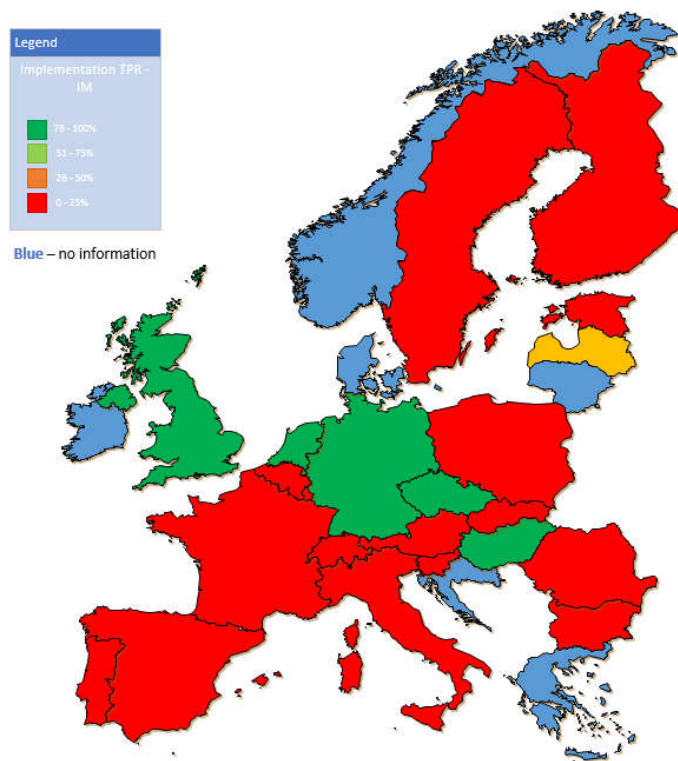 Legend
Implementation TPR -
IM
76 - 100%
51 - 75%
26 - 50%
0 - 25%
Blue – no information